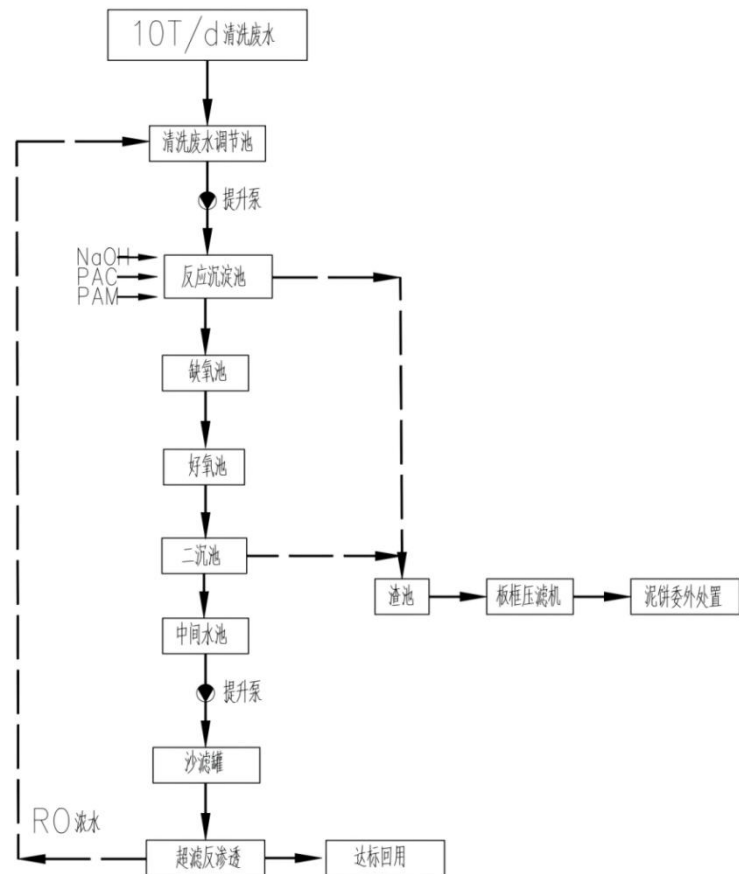 10T/d清洗废水
清洗废水调节池
提升泵
NaOH
PAC
PAM
反应沉淀池
缺氧池
好氧池
二沉池
渣池
板框压滤机
泥饼委外处置
中间水池
提升泵
沙滤罐
RO浓水
超滤反渗透
达标回用